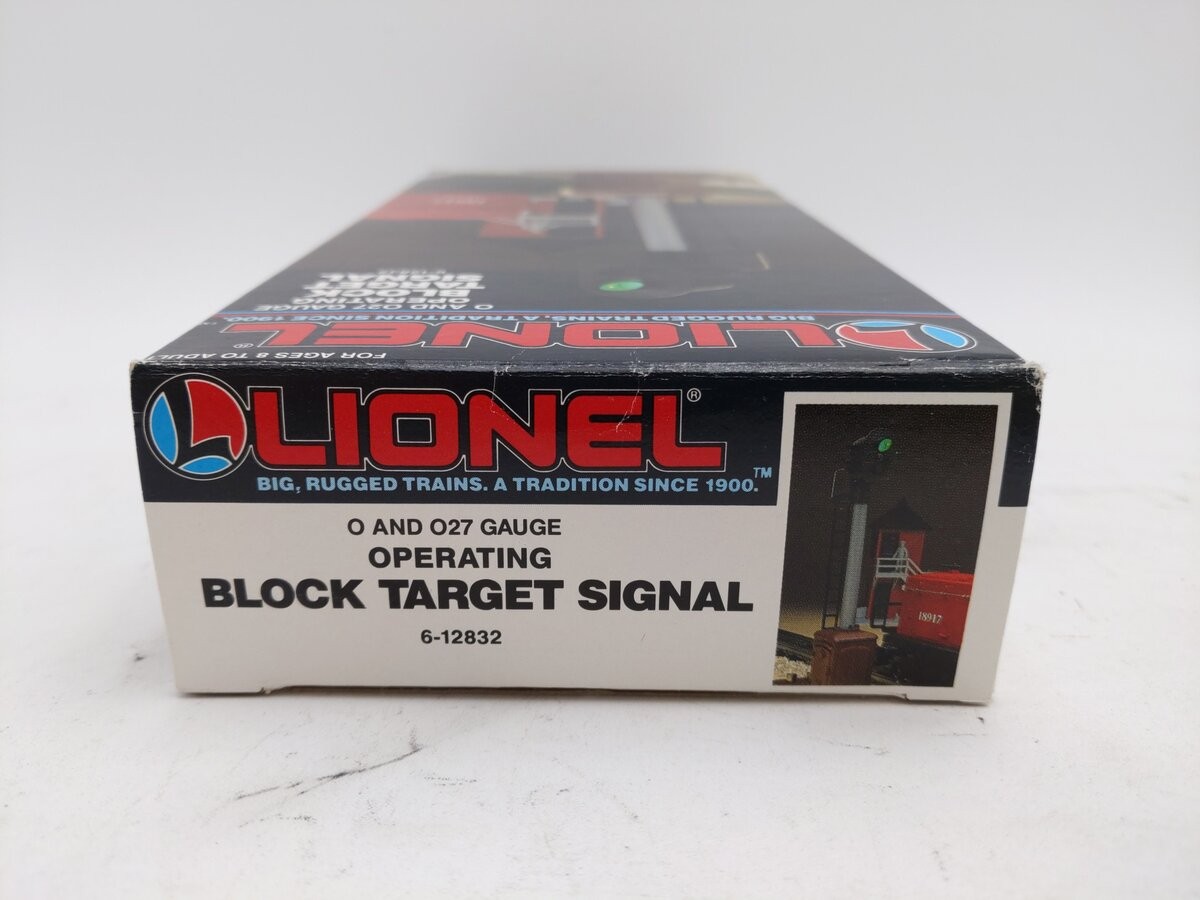 FOR AGES 8 TO ADULT
LIONEL®
BIG, RUGGED TRAINS. A TRADITION SINCE 1900.
O AND O27 GAUGE
OPERATING
BLOCK
TARGET
SIGNAL
LIONEL®
BIG, RUGGED TRAINS. A TRADITION SINCE 1900.™
O AND O27 GAUGE
OPERATING
BLOCK TARGET SIGNAL
6-12832
18917